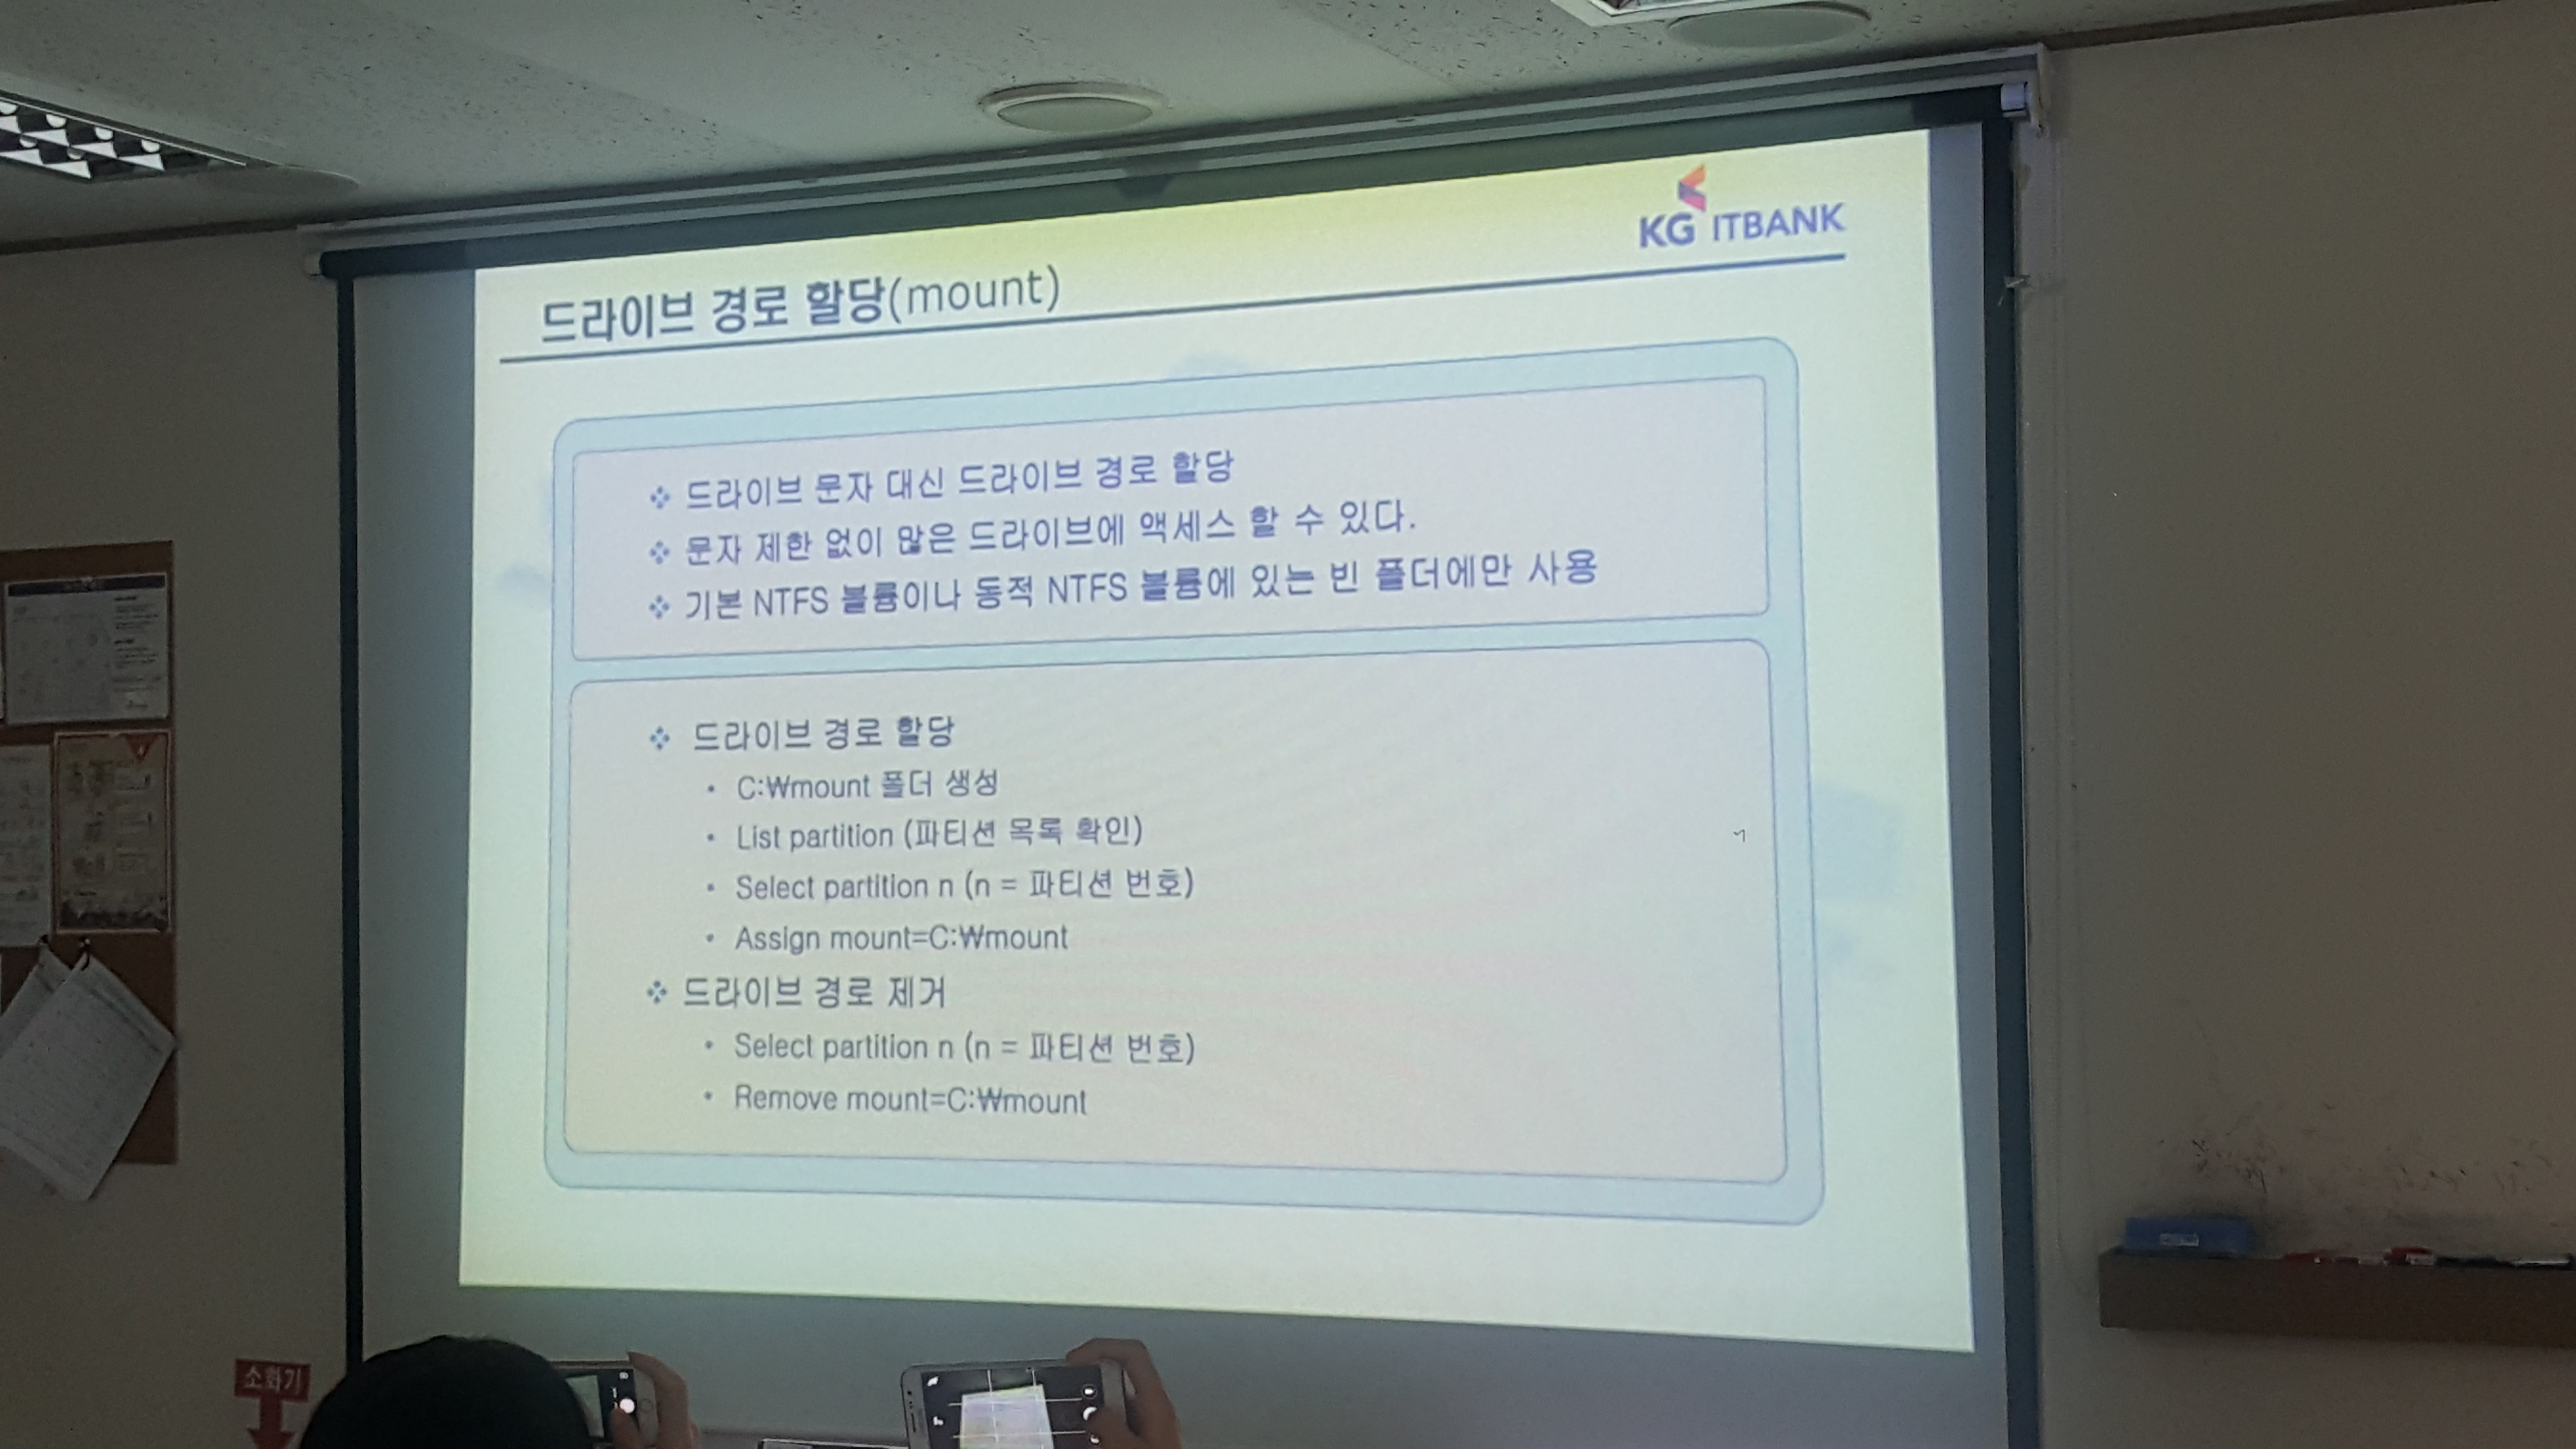 KG ITBANK
드라이브 경로 할당(mount)
❖ 드라이브 문자 대신 드라이브 경로 할당
❖ 문자 제한 없이 많은 드라이브에 액세스 할 수 있다.
❖ 기본 NTFS 볼륨이나 동적 NTFS 볼륨에 있는 빈 폴더에만 사용
❖ 드라이브 경로 할당
• C:₩mount 폴더 생성
• List partition (파티션 목록 확인)
• Select partition n (n = 파티션 번호)
• Assign mount=C:₩mount
❖ 드라이브 경로 제거
• Select partition n (n = 파티션 번호)
• Remove mount=C:₩mount
소화기